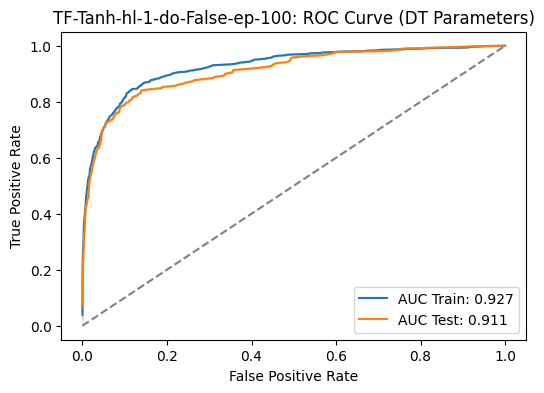 TF-Tanh-hl-1-do-False-ep-100: ROC Curve (DT Parameters)
True Positive Rate
1.0
0.8
0.6
0.4
0.2
0.0
AUC Train: 0.927
AUC Test: 0.911
0.0 0.2 0.4 0.6 0.8 1.0
False Positive Rate